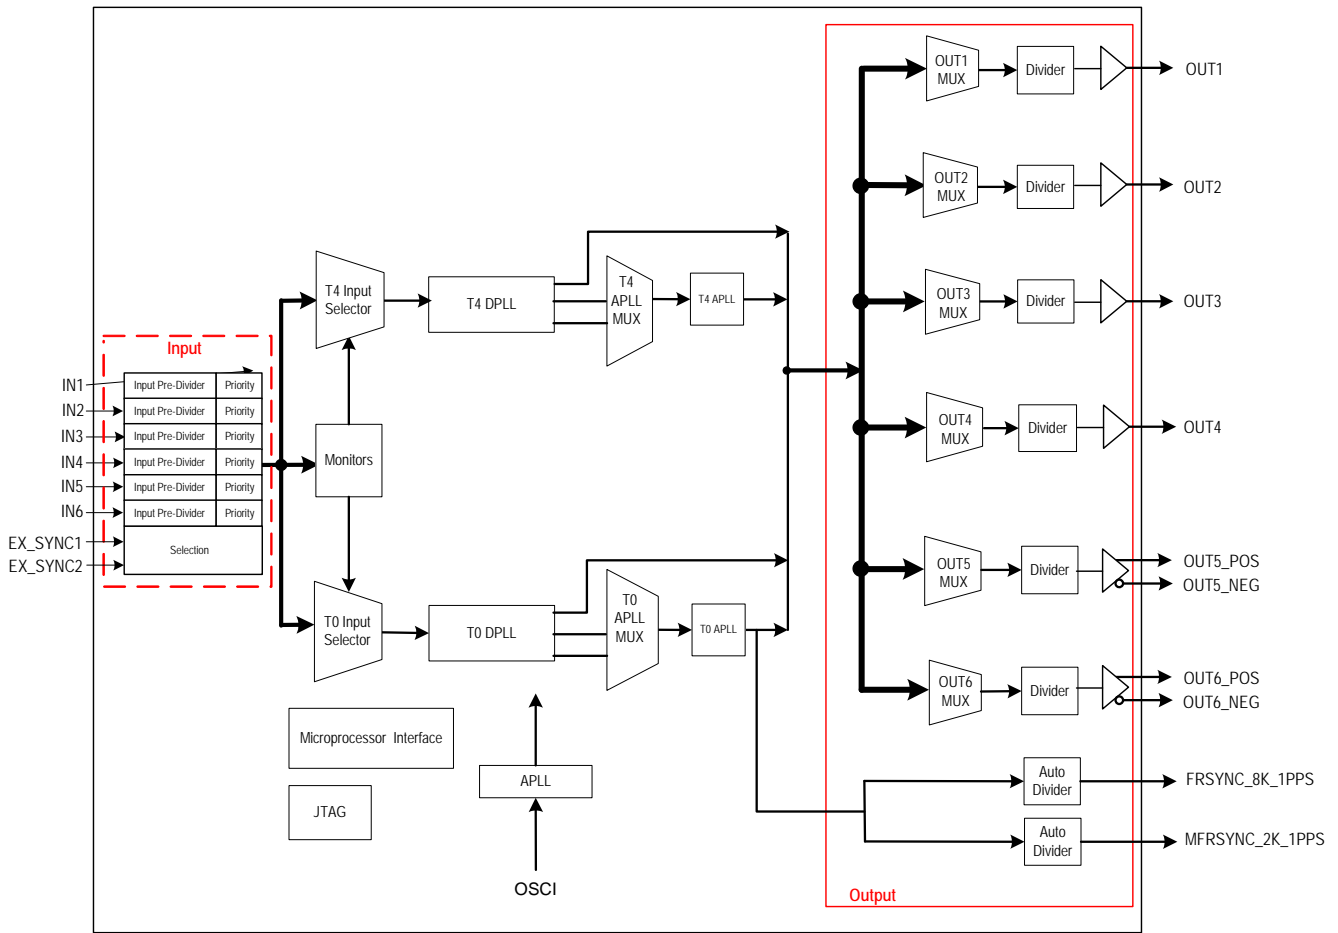 Input
IN1
IN2
IN3
IN4
IN5
IN6
EX_SYNC1
EX_SYNC2
Input Pre-Divider
Priority
Input Pre-Divider
Priority
Input Pre-Divider
Priority
Input Pre-Divider
Priority
Input Pre-Divider
Priority
Input Pre-Divider
Priority
Selection
T4 Input
Selector
Monitors
T0 Input
Selector
T4 DPLL
T4
APLL
MUX
T4 APLL
T0 DPLL
T0
APLL
MUX
T0 APLL
Microprocessor Interface
JTAG
APLL
OSCI
OUT1
MUX
Divider
OUT1
OUT2
MUX
Divider
OUT2
OUT3
MUX
Divider
OUT3
OUT4
MUX
Divider
OUT4
OUT5
MUX
Divider
OUT5_POS
OUT5_NEG
OUT6
MUX
Divider
OUT6_POS
OUT6_NEG
Auto
Divider
FRSYNC_8K_1PPS
Auto
Divider
MFRSYNC_2K_1PPS
Output